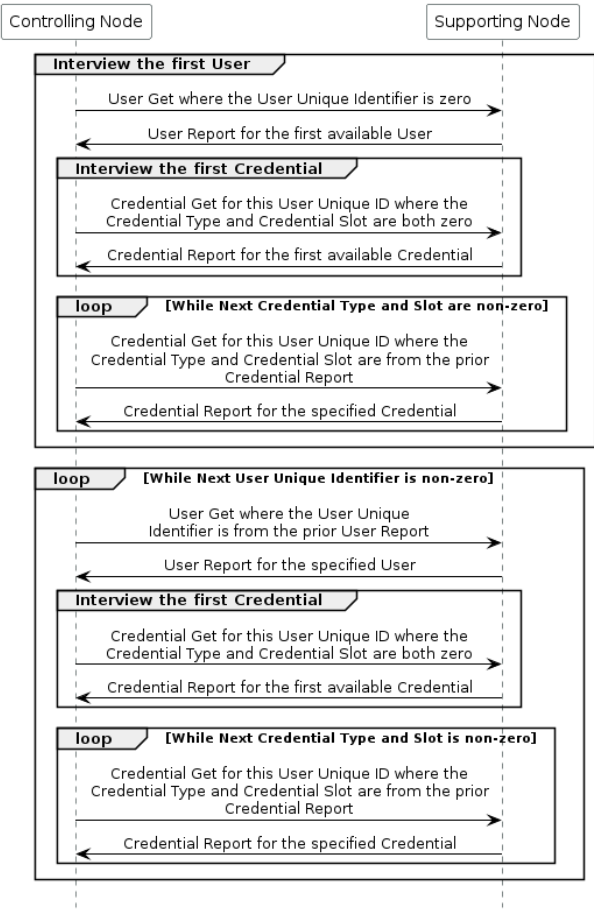 Controlling Node
Supporting Node
Interview the first User
User Get where the User Unique Identifier is zero
User Report for the first available User
Interview the first Credential
Credential Get for this User Unique ID where the
Credential Type and Credential Slot are both zero
Credential Report for the first available Credential
loop
[While Next Credential Type and Slot are non-zero]
Credential Get for this User Unique ID where the
Credential Type and Credential Slot are from the prior
Credential Report
Credential Report for the specified Credential
loop
[While Next User Unique Identifier is non-zero]
User Get where the User Unique
Identifier is from the prior User Report
User Report for the specified User
Interview the first Credential
Credential Get for this User Unique ID where the
Credential Type and Credential Slot are both zero
Credential Report for the first available Credential
loop
[While Next Credential Type and Slot is non-zero]
Credential Get for this User Unique ID where the
Credential Type and Credential Slot are from the prior
Credential Report
Credential Report for the specified Credential